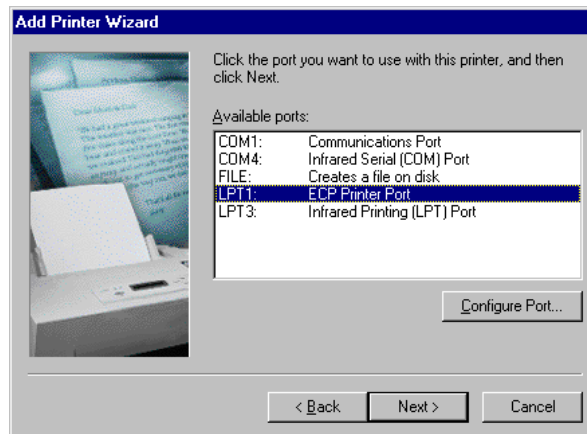 Add Printer Wizard
Click the port you want to use with this printer, and then
click Next.
Available ports:
COM1: Communications Port
COM4: Infrared Serial (COM) Port
FILE: Creates a file on disk
LPT1: ECP Printer Port
LPT3: Infrared Printing (LPT) Port
Configure Port...
< Back Next > Cancel